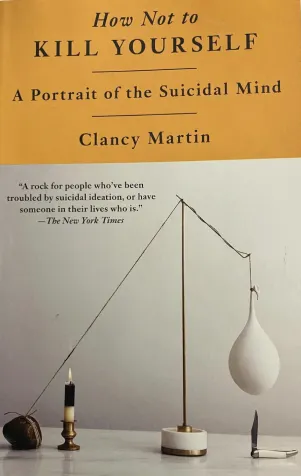 How Not to
KILL YOURSELF
A Portrait of the Suicidal Mind
Clancy Martin
“A rock for people who’ve been
troubled by suicidal ideation, or have
someone in their lives who is.”
—The New York Times